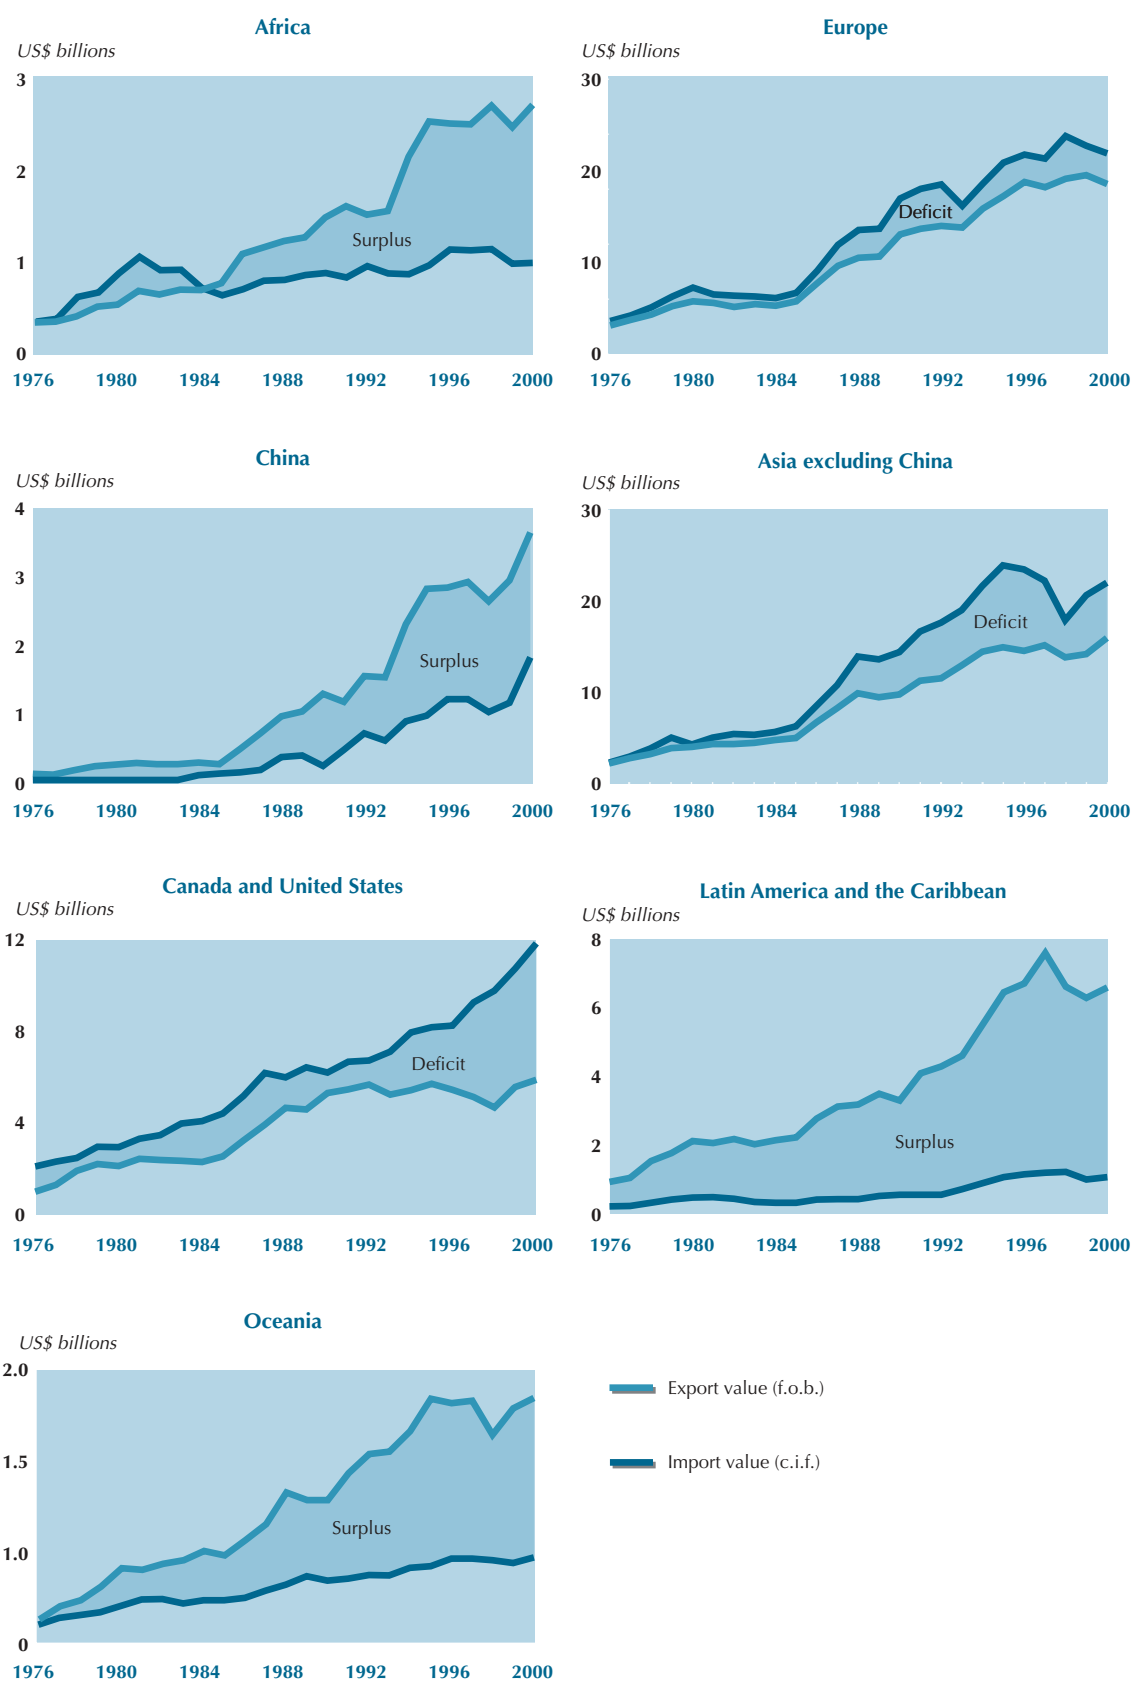 Africa
US$ billions
3
2
1
0
Surplus
1976 1980 1984 1988 1992 1996 2000
Europe
US$ billions
30
20
10
0
Deficit
1976 1980 1984 1988 1992 1996 2000
China
US$ billions
4
3
2
1
0
Surplus
1976 1980 1984 1988 1992 1996 2000
Asia excluding China
US$ billions
30
20
10
0
Deficit
1976 1980 1984 1988 1992 1996 2000
Canada and United States
US$ billions
12
8
4
0
Deficit
1976 1980 1984 1988 1992 1996 2000
Latin America and the Caribbean
US$ billions
8
6
4
2
0
Surplus
1976 1980 1984 1988 1992 1996 2000
Oceania
US$ billions
2.0
1.5
1.0
0
Surplus
1976 1980 1984 1988 1992 1996 2000
Export value (f.o.b.)
Import value (c.i.f.)